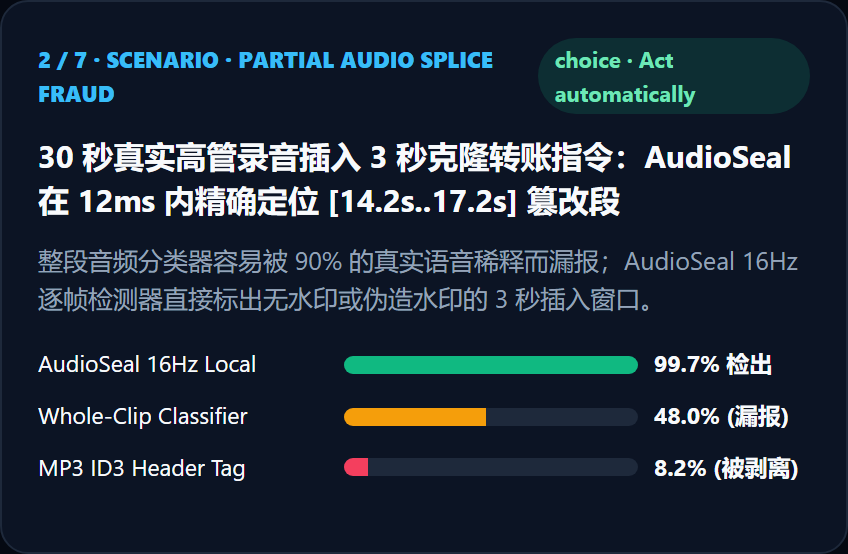 2 / 7 · SCENARIO · PARTIAL AUDIO SPLICE
FRAUD
choice · Act
automatically
30 秒真实高管录音插入 3 秒克隆转账指令：AudioSeal
在 12ms 内精确定位 [14.2s..17.2s] 篡改段
整段音频分类器容易被 90% 的真实语音稀释而漏报；AudioSeal 16Hz
逐帧检测器直接标出无水印或伪造水印的 3 秒插入窗口。
AudioSeal 16Hz Local 99.7% 检出
Whole-Clip Classifier 48.0% (漏报)
MP3 ID3 Header Tag 8.2% (被剥离)